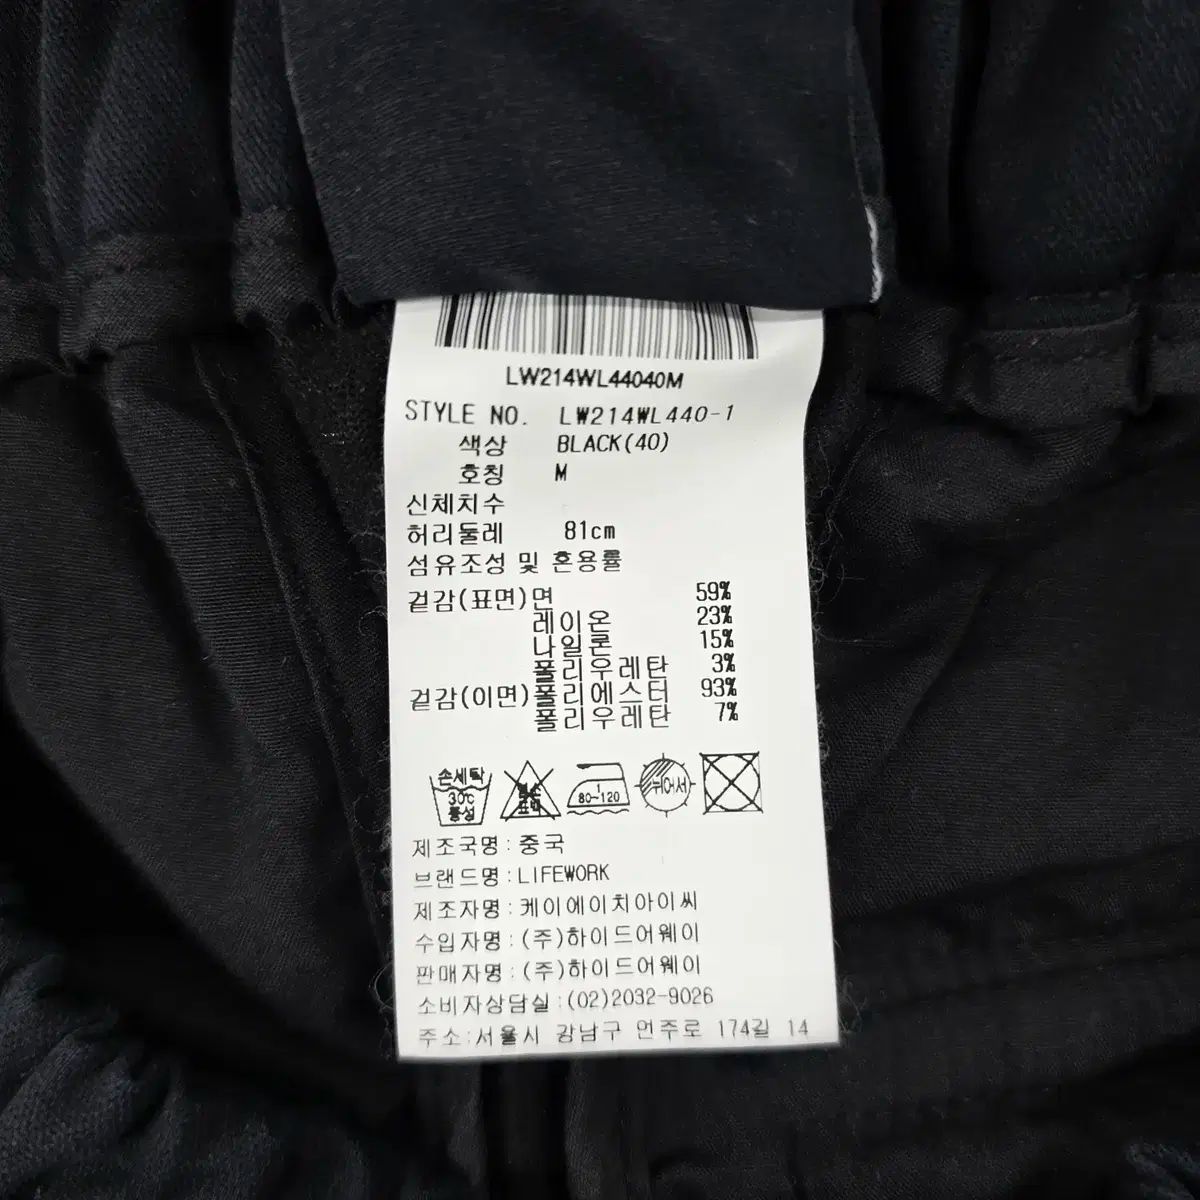 LW214WL44040M
STYLE NO. LW214WL440-1
색상 BLACK(40)
호칭 M
신체치수
허리둘레 81cm
섬유조성 및 혼용률
겉감(표면)면 59%
레이온 23%
나일론 15%
폴리우레탄 3%
겉감(이면)폴리에스터 93%
폴리우레탄 7%
손세탁
30℃
중성
80~120
뉘어서
제조국명:중국
브랜드명:LIFEWORK
제조자명:케이에이치아이씨
수입자명:(주)하이드어웨이
판매자명:(주)하이드어웨이
소비자상담실:(02)2032-9026
주소:서울시 강남구 언주로 174길 14